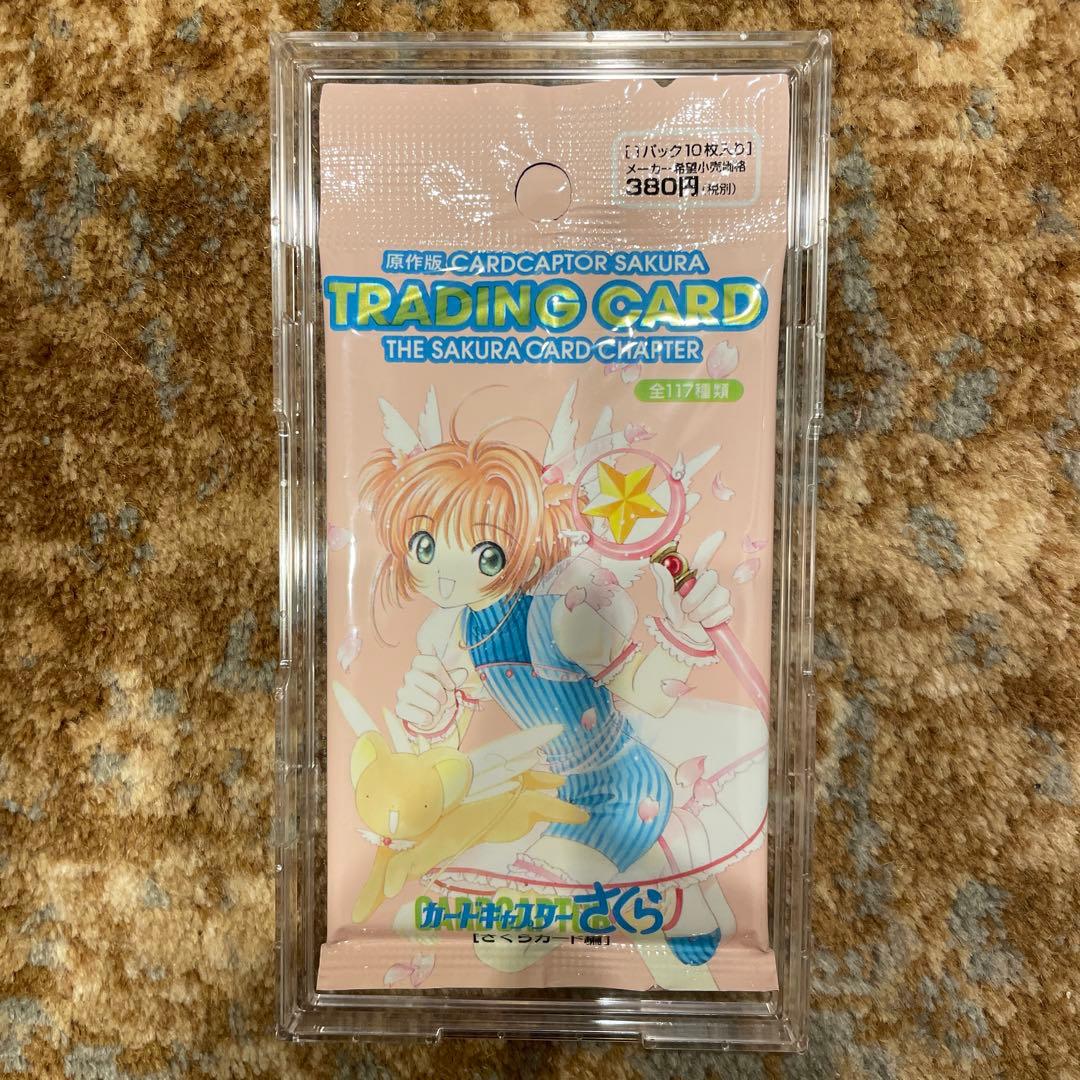 [1パック10枚入り]
メーカー希望小売価格
380円(税別)
原作版 CARDCAPTOR SAKURA
TRADING CARD
THE SAKURA CARD CHAPTER
全117種類
CARDCAPTOR
カードキャプターさくら
[さくらカード編]